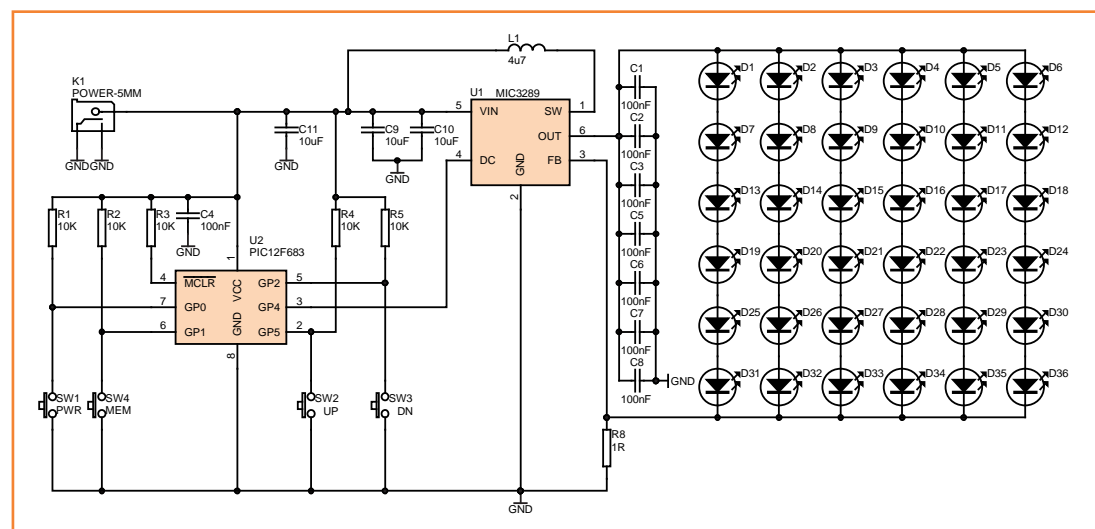 K1
POWER-5MM
GND GND
C11
10uF
GND
C9
10uF
C10
10uF
GND
L1
4u7
U1 MIC3289
5 VIN SW 1
OUT 6
4 DC FB 3
GND
2
C1
100nF
C2
100nF
C3
100nF
C5
100nF
C6
100nF
C7
100nF
C8
100nF
GND
D1 D2 D3 D4 D5 D6
D7 D8 D9 D10 D11 D12
D13 D14 D15 D16 D17 D18
D19 D20 D21 D22 D23 D24
D25 D26 D27 D28 D29 D30
D31 D32 D33 D34 D35 D36
R1
10K
R2
10K
R3
10K
C4
100nF
GND
R4
10K
R5
10K
U2
PIC12F683
1
4 MCLR VCC GP2 5
7 GP0 GP4 3
6 GP1 GND GP5 2
8
SW1
PWR
SW4
MEM
SW2
UP
SW3
DN
R8
1R
GND